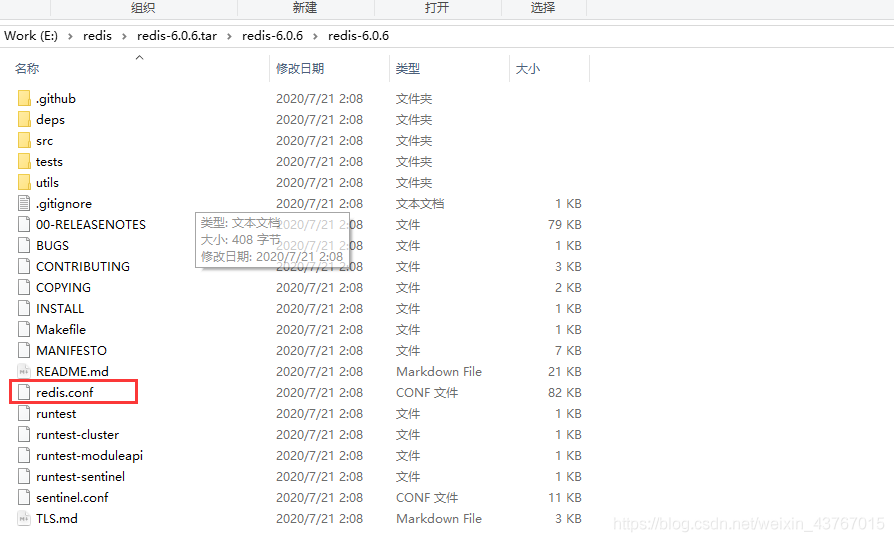 组织 新建 打开 选择
Work (E:) > redis > redis-6.0.6.tar > redis-6.0.6 > redis-6.0.6
名称 修改日期 类型 大小
.github 2020/7/21 2:08 文件夹
deps 2020/7/21 2:08 文件夹
src 2020/7/21 2:08 文件夹
tests 2020/7/21 2:08 文件夹
utils 2020/7/21 2:08 文件夹
.gitignore 2020/7/21 2:08 文本文档 1 KB
00-RELEASENOTES 2020/7/21 2:08 文件 79 KB
类型: 文本文档
BUGS 2020/7/21 2:08 文件 1 KB
大小: 408 字节
CONTRIBUTING 2020/7/21 2:08 文件 3 KB
修改日期: 2020/7/21 2:08
COPYING 2020/7/21 2:08 文件 2 KB
INSTALL 2020/7/21 2:08 文件 1 KB
Makefile 2020/7/21 2:08 文件 1 KB
MANIFESTO 2020/7/21 2:08 文件 7 KB
README.md 2020/7/21 2:08 Markdown File 21 KB
redis.conf 2020/7/21 2:08 CONF 文件 82 KB
runtest 2020/7/21 2:08 文件 1 KB
runtest-cluster 2020/7/21 2:08 文件 1 KB
runtest-moduleapi 2020/7/21 2:08 文件 1 KB
runtest-sentinel 2020/7/21 2:08 文件 1 KB
sentinel.conf 2020/7/21 2:08 CONF 文件 11 KB
TLS.md 2020/7/21 2:08 Markdown File 3 KB
https://blog.csdn.net/weixin_43767015